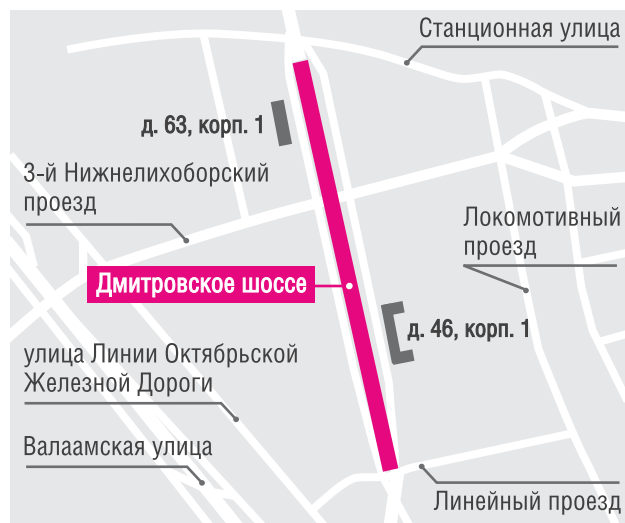 Станционная улица
д. 63, корп. 1
3-й Нижнелихоборский
проезд
Локомотивный
проезд
Дмитровское шоссе
д. 46, корп. 1
улица Линии Октябрьской
Железной Дороги
Валаамская улица
Линейный проезд